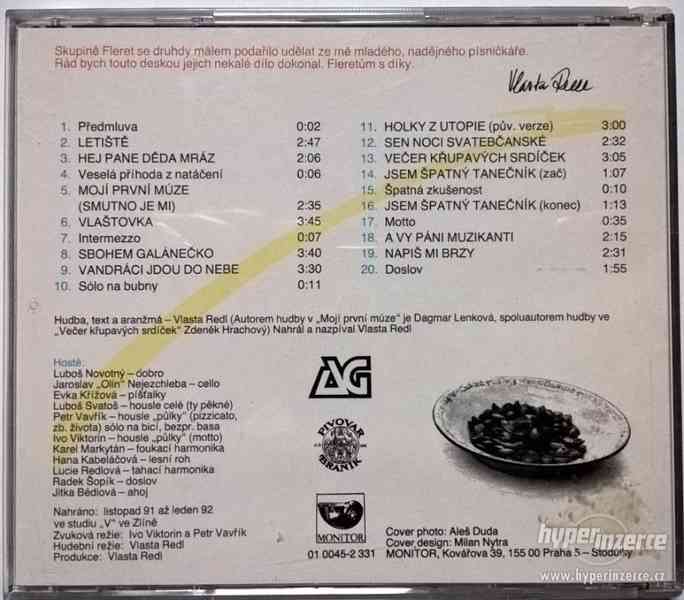 Skupině Fleret se druhdy málem podařilo udělat ze mě mladého, nadějného písničkáře.
Rád bych touto deskou jejich nekalé dílo dokonal. Fleretům s díky.
Vlasta Redl
1. Předmluva 0:02
2. LETIŠTĚ 2:47
3. HEJ PANE DĚDA MRÁZ 2:06
4. Veselá příhoda z natáčení 0:06
5. MOJÍ PRVNÍ MÚZE
(SMUTNO JE MI) 2:35
6. VLAŠTOVKA 3:45
7. Intermezzo 0:07
8. SBOHEM GALÁNEČKO 3:40
9. VANDRÁCI JDOU DO NEBE 3:30
10. Sólo na bubny 0:11
11. HOLKY Z UTOPIE (pův. verze) 3:00
12. SEN NOCI SVATEBČANSKÉ 2:32
13. VEČER KŘUPAVÝCH SRDÍČEK 3:05
14. JSEM ŠPATNÝ TANEČNÍK (zač) 1:07
15. Špatná zkušenost 0:10
16. JSEM ŠPATNÝ TANEČNÍK (konec) 1:13
17. Motto 0:35
18. A VY PÁNI MUZIKANTI 2:15
19. NAPIŠ MI BRZY 2:31
20. Doslov 1:55
Hudba, text a aranžmá – Vlasta Redl (Autorem hudby v „Mojí první múze" je Dagmar Lenková, spoluautorem hudby ve
„Večer křupavých srdíček" Zdeněk Hrachový) Nahrál a nazpíval Vlasta Redl
Hosté:
Luboš Novotný – dobro
Jaroslav „Olin" Nejezchleba – cello
Evka Křížová – píšťalky
Luboš Svatoš – housle celé (ty pěkné)
Petr Vavřík – housle „půlky" (pizzicato,
zb. života) sólo na bicí, bezpr. basa
Ivo Viktorin – housle „půlky" (motto)
Karel Markytán – foukací harmonika
Hana Kabeláčová – lesní roh
Lucie Redlová – tahací harmonika
Radek Šopík – doslov
Jitka Bédiová – ahoj
Nahráno: listopad 91 až leden 92
ve studiu „V" ve Zlíně
Zvuková režie: Ivo Viktorin a Petr Vavřík
Hudební režie: Vlasta Redl
Produkce: Vlasta Redl
AG
PIVOVAR
BRANÍK
MONITOR
01 0045-2 331
Cover photo: Aleš Duda
Cover design: Milan Nytra
MONITOR, Kovářova 39, 155 00 Praha 5 – Stodůlky
hyperinzerce
www.hyperinzerce.cz